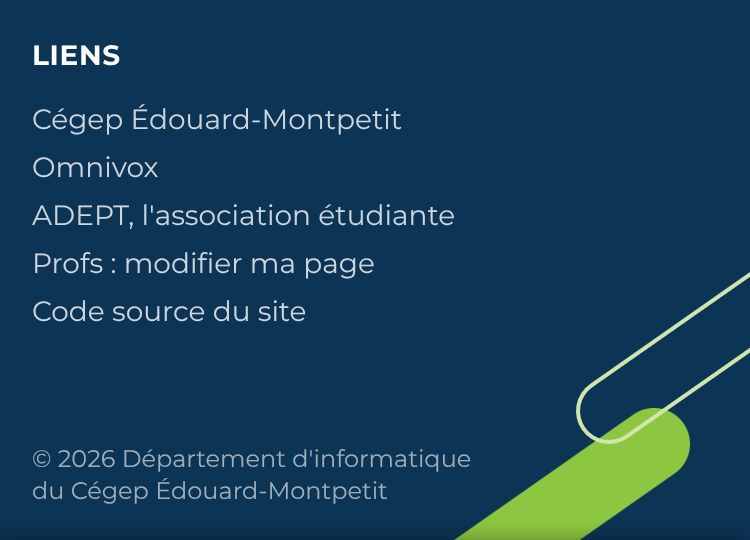 LIENS
Cégep Édouard-Montpetit
Omnivox
ADEPT, l'association étudiante
Profs : modifier ma page
Code source du site
© 2026 Département d'informatique
du Cégep Édouard-Montpetit